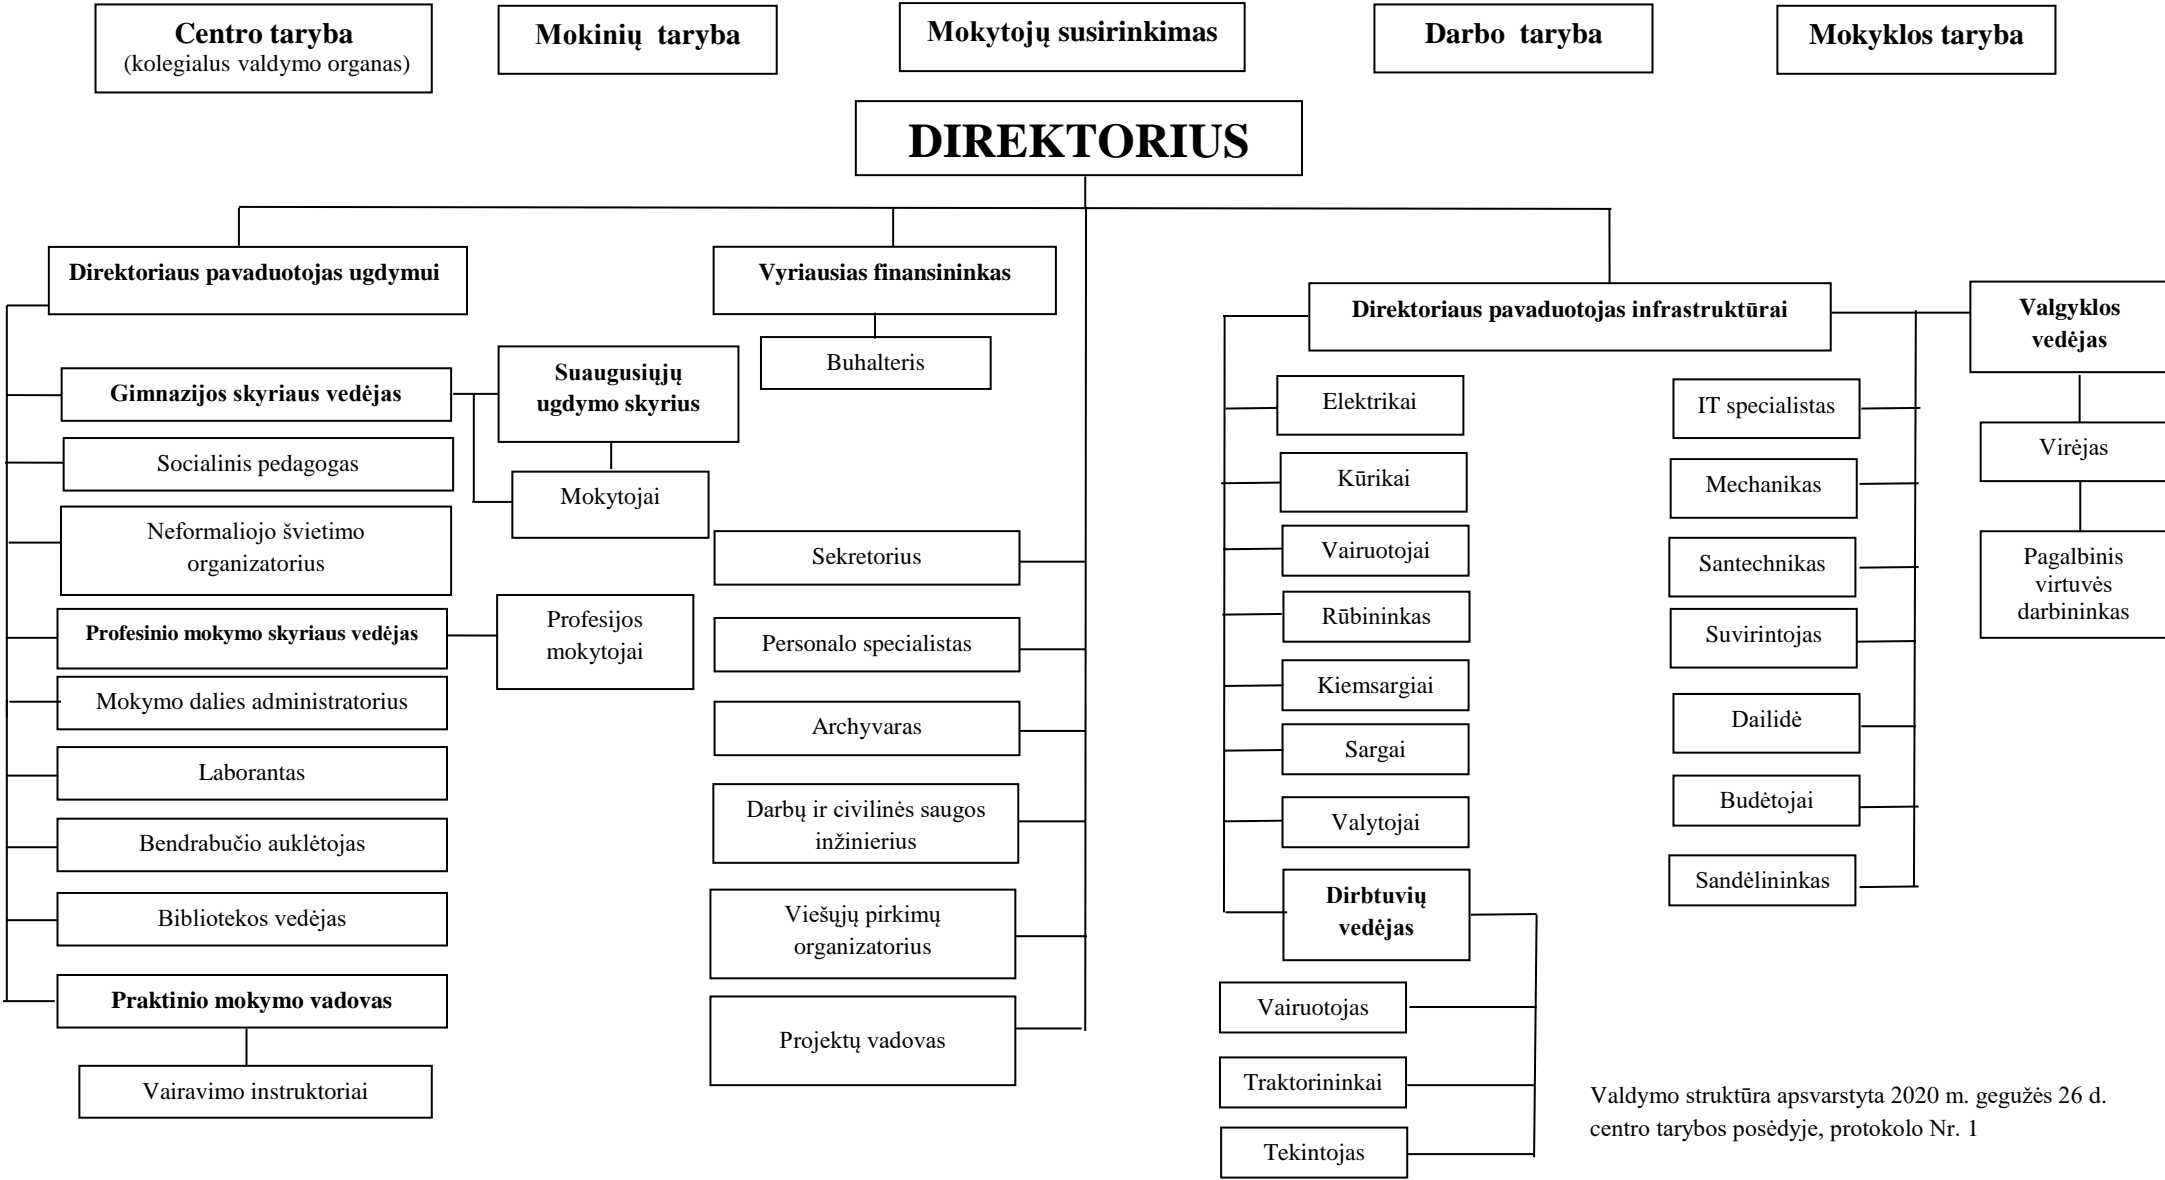 Centro taryba
(kolegialus valdymo organas)
Mokinių taryba
Mokytojų susirinkimas
Darbo taryba
Mokyklos taryba
DIREKTORIUS
Direktoriaus pavaduotojas ugdymui
Gimnazijos skyriaus vedėjas
Suaugusiųjų
ugdymo skyrius
Mokytojai
Socialinis pedagogas
Neformaliojo švietimo
organizatorius
Profesinio mokymo skyriaus vedėjas
Profesijos
mokytojai
Mokymo dalies administratorius
Laborantas
Bendrabučio auklėtojas
Bibliotekos vedėjas
Praktinio mokymo vadovas
Vairavimo instruktoriai
Vyriausias finansininkas
Buhalteris
Sekretorius
Personalo specialistas
Archyvaras
Darbų ir civilinės saugos
inžinierius
Viešųjų pirkimų
organizatorius
Projektų vadovas
Direktoriaus pavaduotojas infrastruktūrai
Elektrikai
Kūrikai
Vairuotojai
Rūbininkas
Kiemsargiai
Sargai
Valytojai
Dirbtuvių
vedėjas
Vairuotojas
Traktorininkai
Tekintojas
IT specialistas
Mechanikas
Santechnikas
Suvirintojas
Dailidė
Budėtojai
Sandėlininkas
Valgyklos
vedėjas
Virėjas
Pagalbinis
virtuvės
darbininkas
Valdymo struktūra apsvarstyta 2020 m. gegužės 26 d.
centro tarybos posėdyje, protokolo Nr. 1